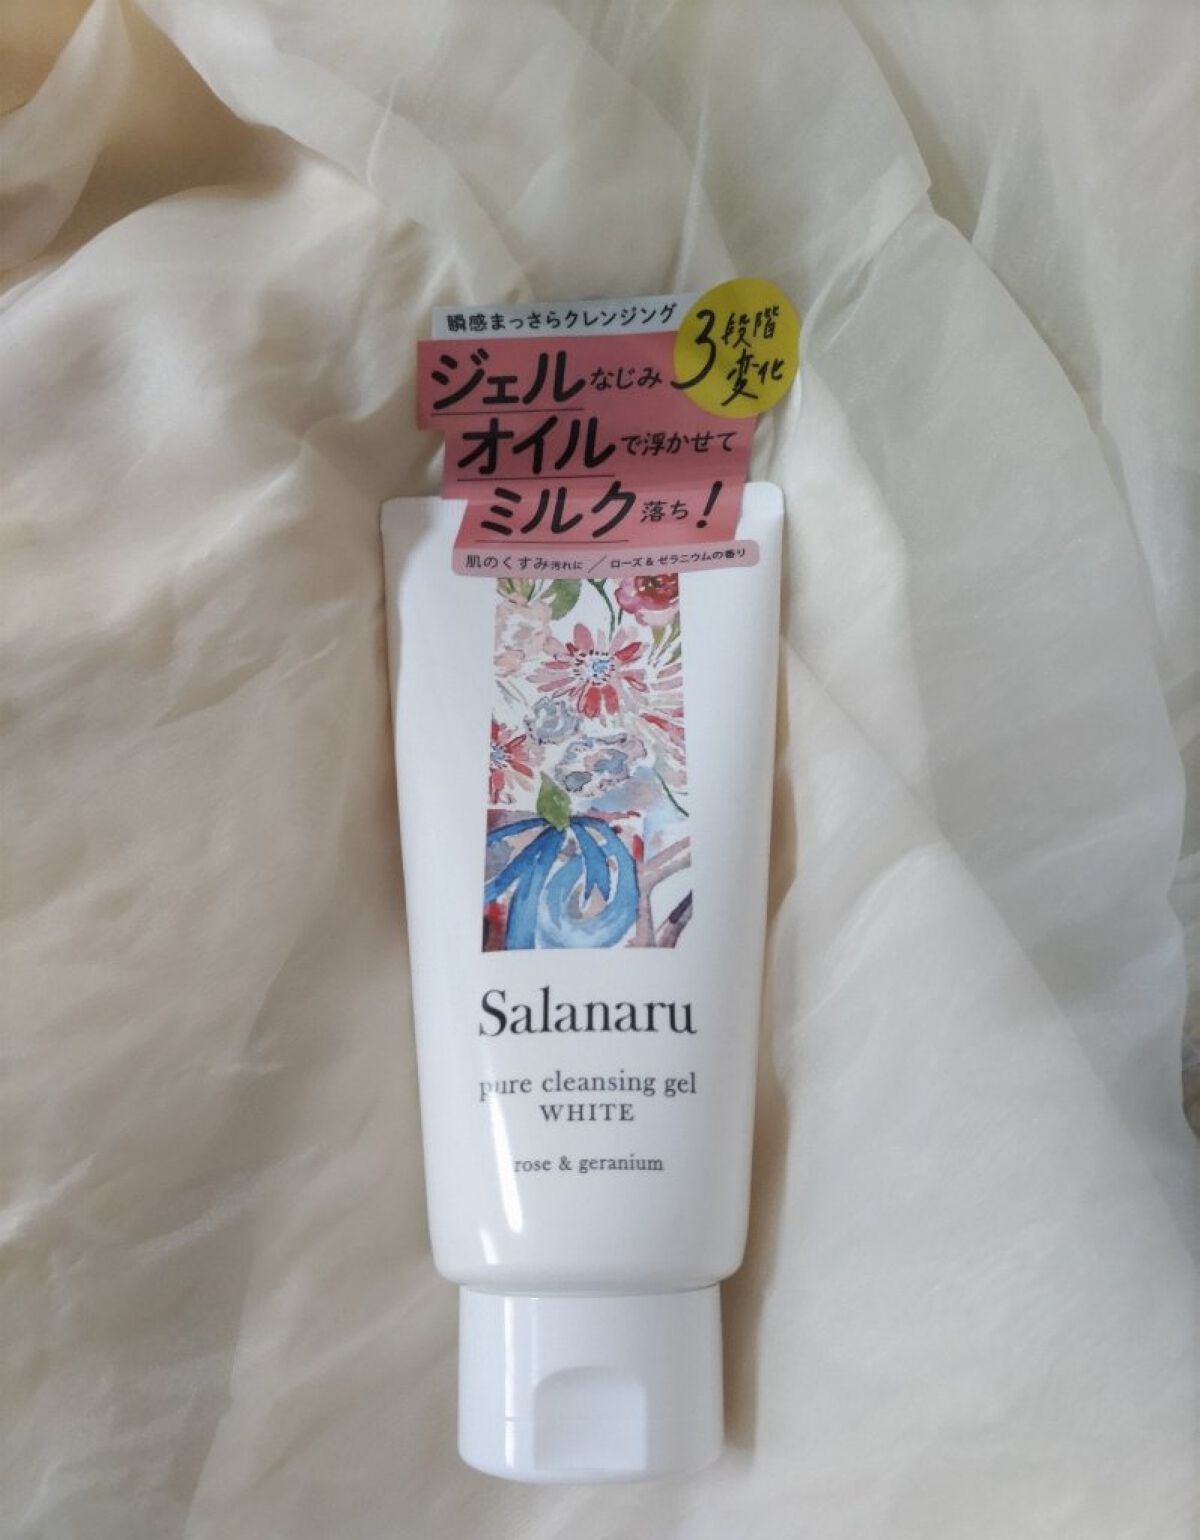 瞬感まっさらクレンジング
3段階
変化
ジェルなじみ
オイルで浮かせて
ミルク落ち!
肌のくすみ汚れに／ローズ&ゼラニウムの香り
Salanaru
pure cleansing gel
WHITE
rose & geranium